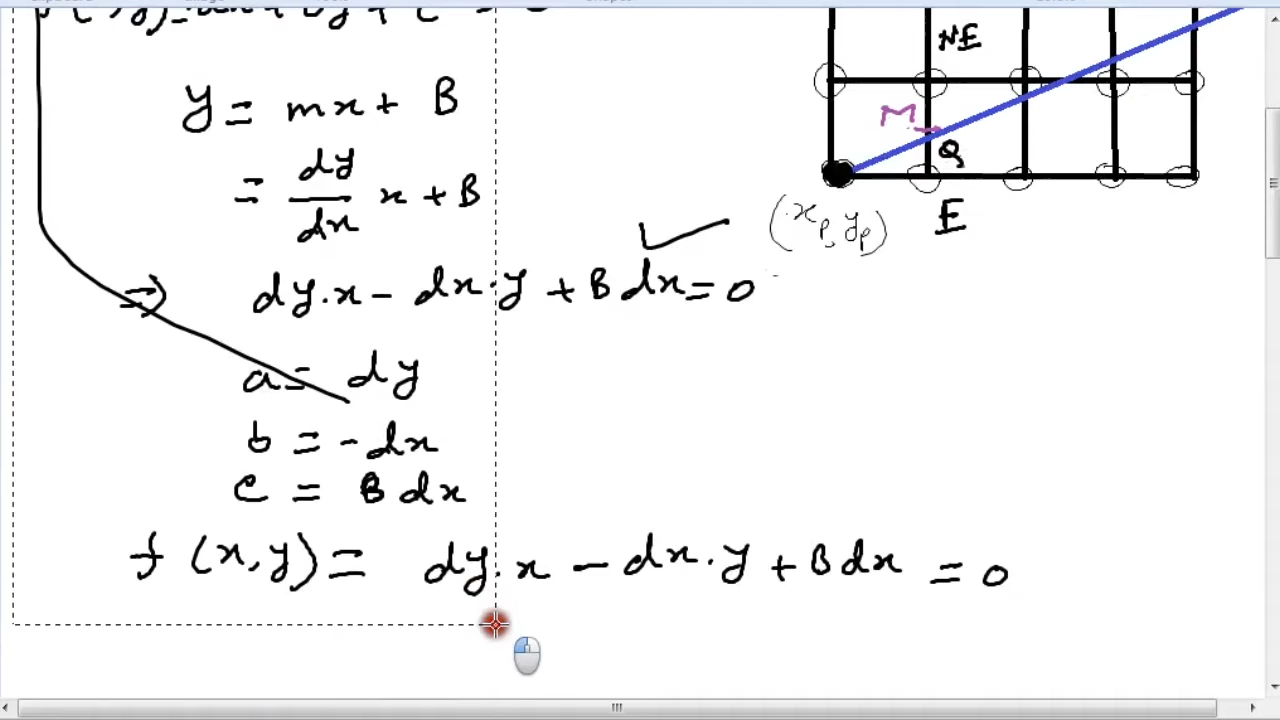 y = mx + B
= dy/dx x + B
⇒ dy.x - dx.y + B dx = 0
a = dy
b = -dx
c = B dx
f (x, y) = dy.x - dx.y + B dx = 0
NE
M
Q
(xp, yp)
E